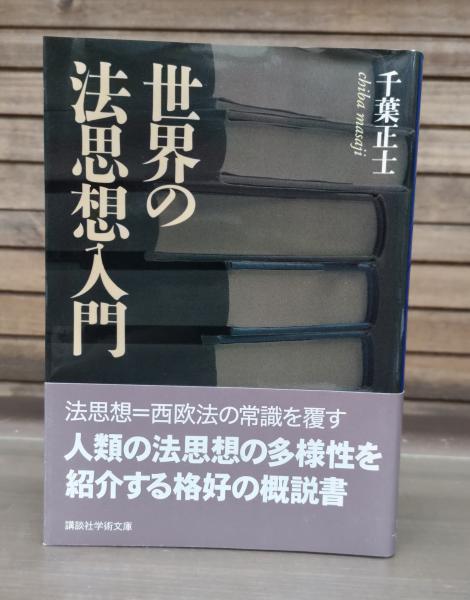 世界の
法思想入門
千葉正士
chiba masaji
法思想＝西欧法の常識を覆す
人類の法思想の多様性を
紹介する格好の概説書
講談社学術文庫